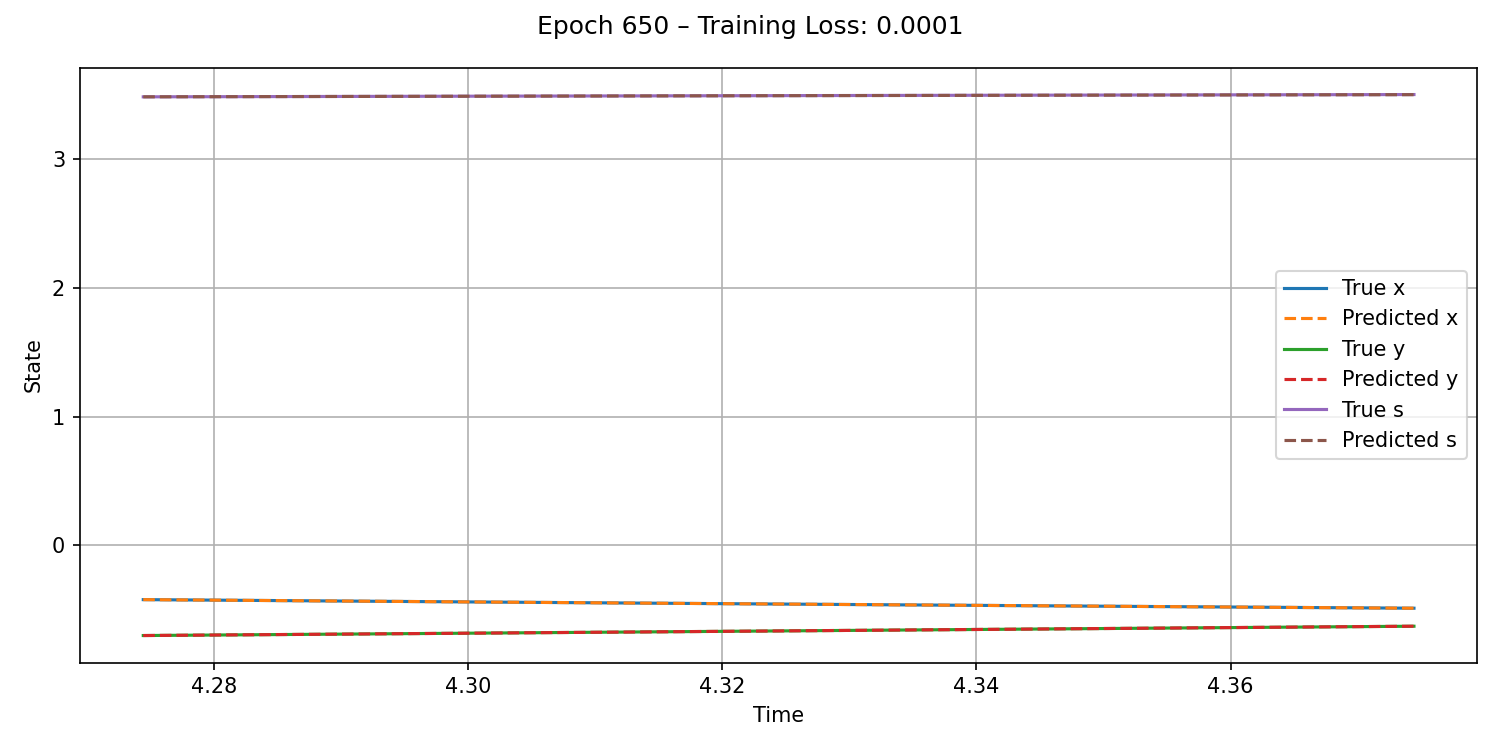 Epoch 650 – Training Loss: 0.0001
State
3
2
1
0
True x
Predicted x
True y
Predicted y
True s
Predicted s
4.28 4.30 4.32 4.34 4.36
Time